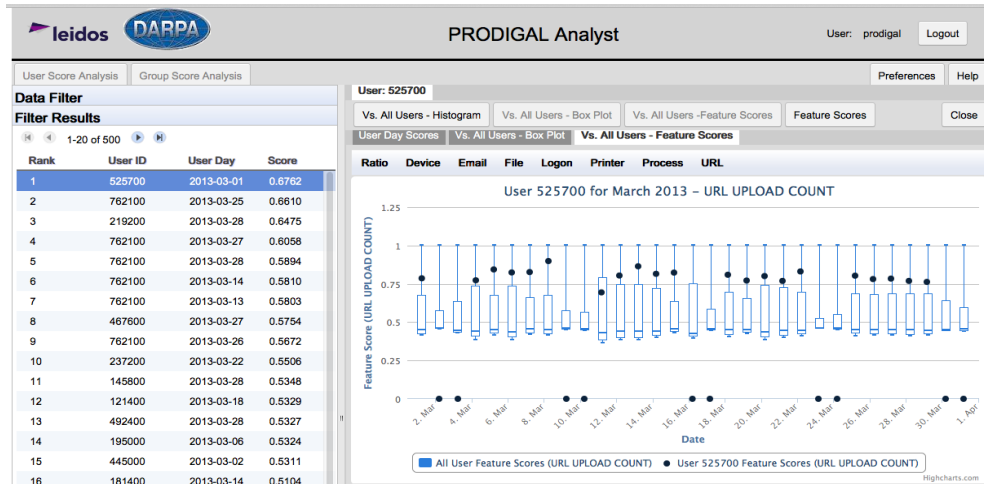 leidos DARPA PRODIGAL Analyst User: prodigal Logout
User Score Analysis Group Score Analysis Preferences Help
Data Filter
Filter Results
1-20 of 500
Rank User ID User Day Score
1 525700 2013-03-01 0.6762
2 762100 2013-03-25 0.6610
3 219200 2013-03-28 0.6475
4 762100 2013-03-27 0.6058
5 762100 2013-03-28 0.5894
6 762100 2013-03-14 0.5810
7 762100 2013-03-13 0.5803
8 467600 2013-03-27 0.5754
9 762100 2013-03-26 0.5672
10 237200 2013-03-22 0.5506
11 145800 2013-03-28 0.5348
12 121400 2013-03-18 0.5329
13 492400 2013-03-28 0.5327
14 195000 2013-03-06 0.5324
15 445000 2013-03-02 0.5311
16 181400 2013-03-14 0.5104
User: 525700
Vs. All Users - Histogram Vs. All Users - Box Plot Vs. All Users -Feature Scores Feature Scores Close
User Day Scores Vs. All Users - Box Plot Vs. All Users - Feature Scores
Ratio Device Email File Logon Printer Process URL
User 525700 for March 2013 – URL UPLOAD COUNT
Feature Score (URL UPLOAD COUNT)
1.25
1
0.75
0.5
0.25
0
2. Mar 4. Mar 6. Mar 8. Mar 10. Mar 12. Mar 14. Mar 16. Mar 18. Mar 20. Mar 22. Mar 24. Mar 26. Mar 28. Mar 30. Mar 1. Apr
Date
All User Feature Scores (URL UPLOAD COUNT) User 525700 Feature Scores (URL UPLOAD COUNT)
Highcharts.com